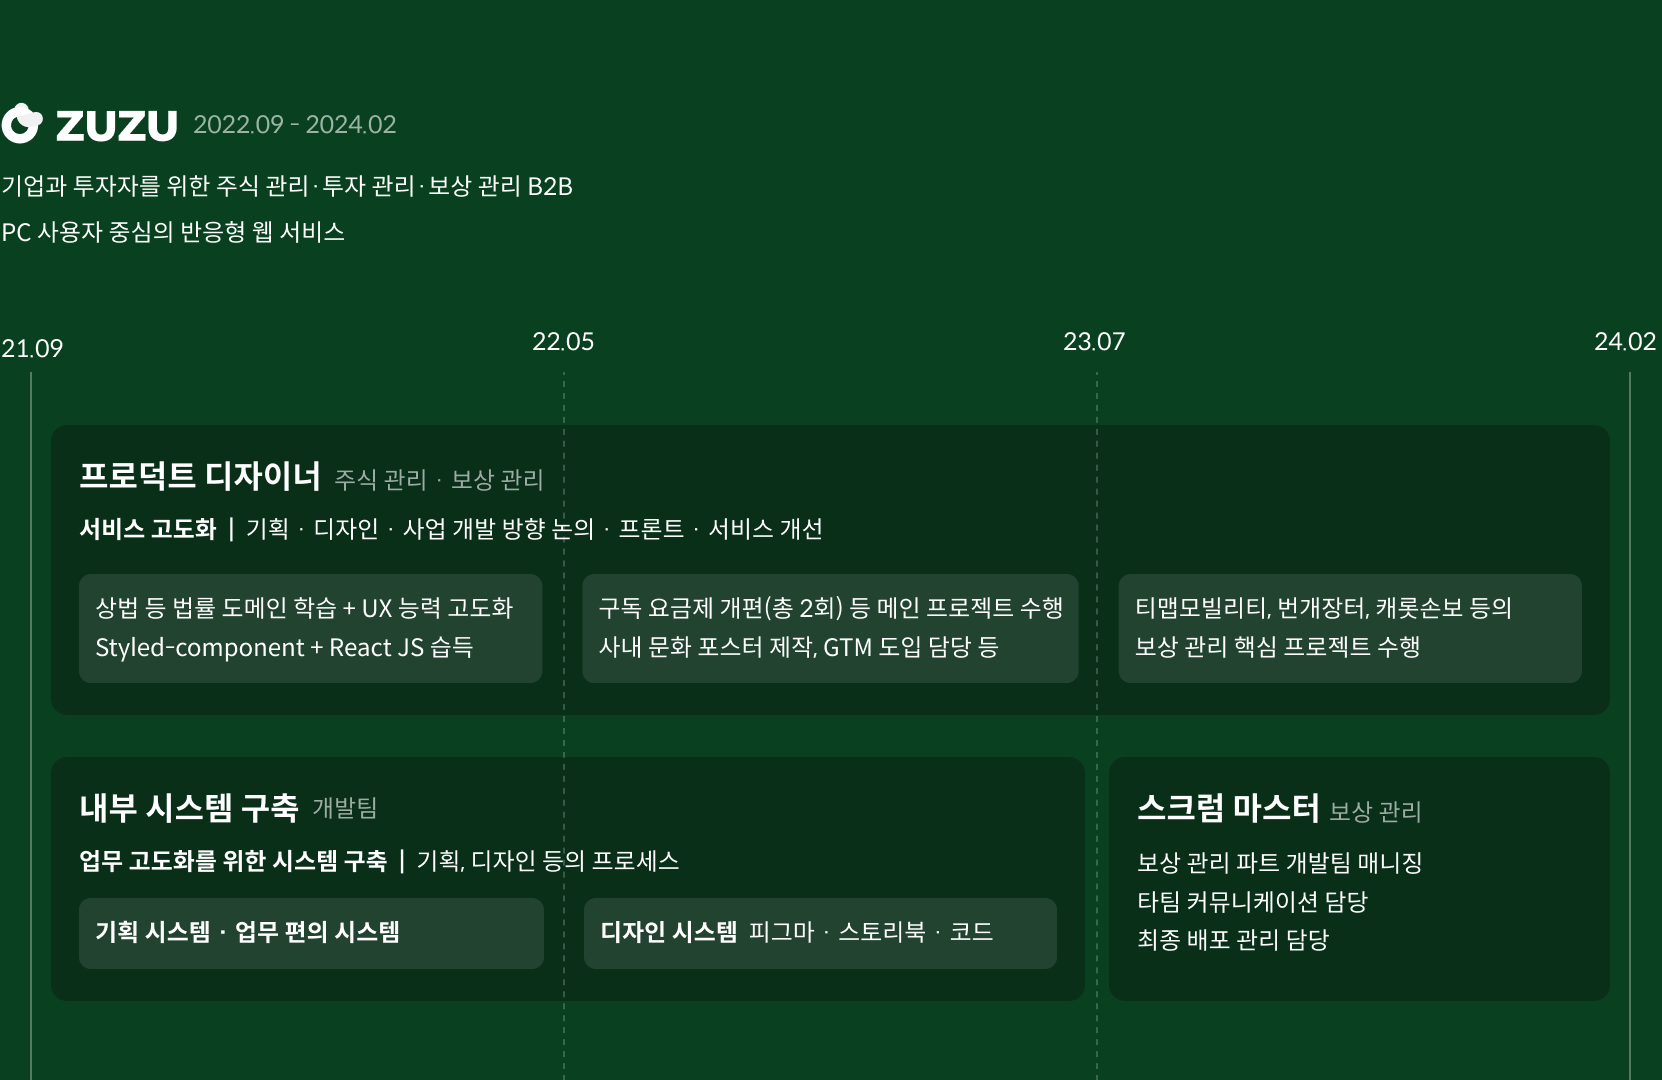 ZUZU 2022.09 - 2024.02
기업과 투자자를 위한 주식 관리·투자 관리·보상 관리 B2B
PC 사용자 중심의 반응형 웹 서비스
21.09 22.05 23.07 24.02
프로덕트 디자이너 주식 관리 · 보상 관리
서비스 고도화 | 기획 · 디자인 · 사업 개발 방향 논의 · 프론트 · 서비스 개선
상법 등 법률 도메인 학습 + UX 능력 고도화
Styled-component + React JS 습득
구독 요금제 개편(총 2회) 등 메인 프로젝트 수행
사내 문화 포스터 제작, GTM 도입 담당 등
티맵모빌리티, 번개장터, 캐롯손보 등의
보상 관리 핵심 프로젝트 수행
내부 시스템 구축 개발팀
업무 고도화를 위한 시스템 구축 | 기획, 디자인 등의 프로세스
기획 시스템 · 업무 편의 시스템
디자인 시스템 피그마 · 스토리북 · 코드
스크럼 마스터 보상 관리
보상 관리 파트 개발팀 매니징
타팀 커뮤니케이션 담당
최종 배포 관리 담당